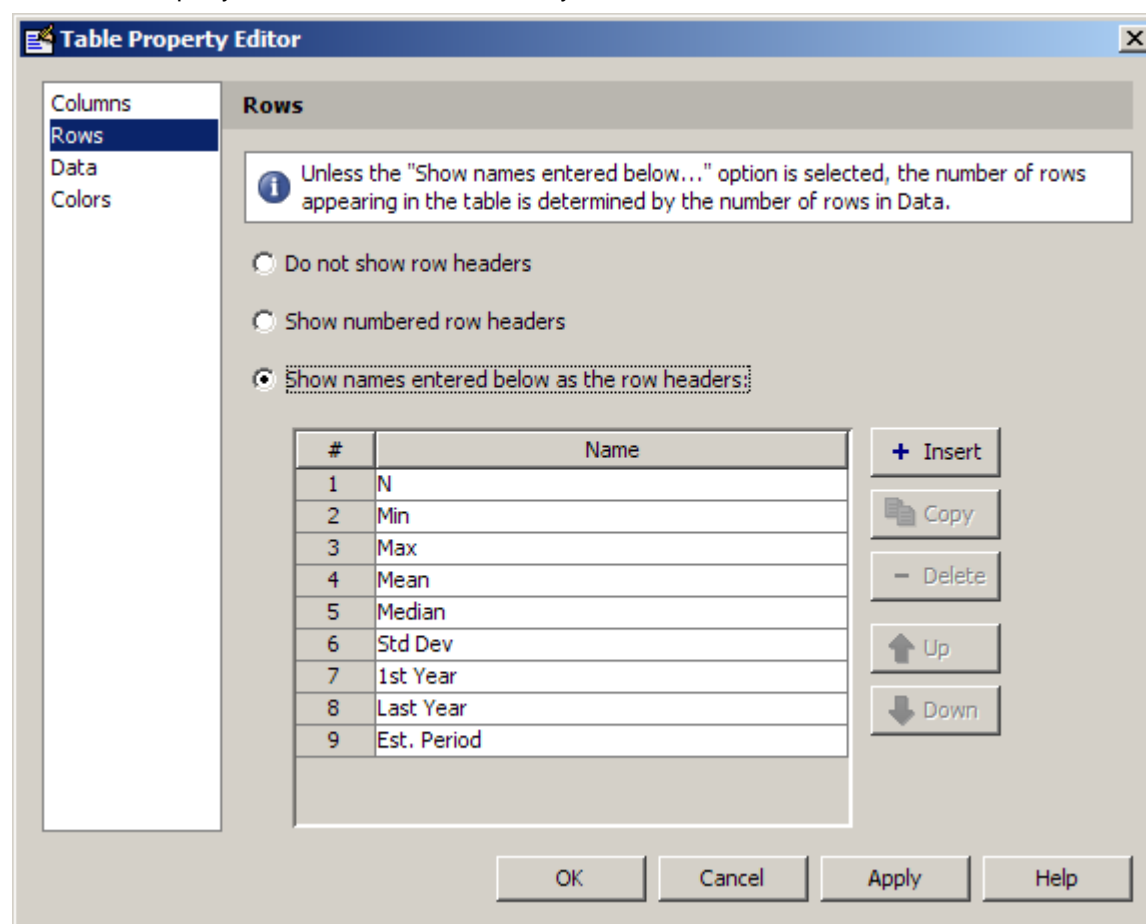 Table Property Editor
Columns
Rows
Data
Colors
Rows
Unless the "Show names entered below..." option is selected, the number of rows
appearing in the table is determined by the number of rows in Data.
Do not show row headers
Show numbered row headers
Show names entered below as the row headers:
# Name
1 N
2 Min
3 Max
4 Mean
5 Median
6 Std Dev
7 1st Year
8 Last Year
9 Est. Period
+ Insert
Copy
- Delete
Up
Down
OK Cancel Apply Help